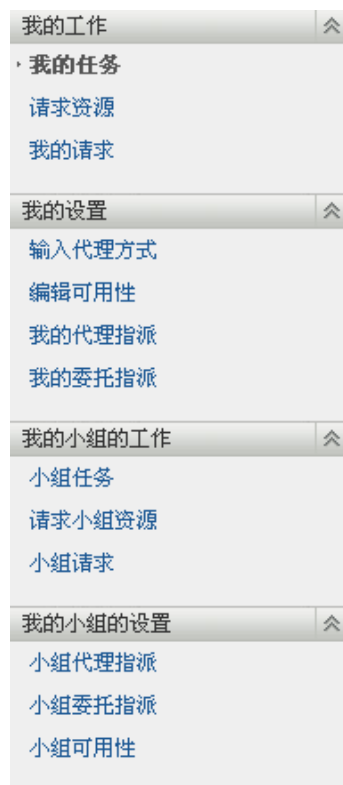 我的工作
我的任务
请求资源
我的请求
我的设置
输入代理方式
编辑可用性
我的代理指派
我的委托指派
我的小组的工作
小组任务
请求小组资源
小组请求
我的小组的设置
小组代理指派
小组委托指派
小组可用性